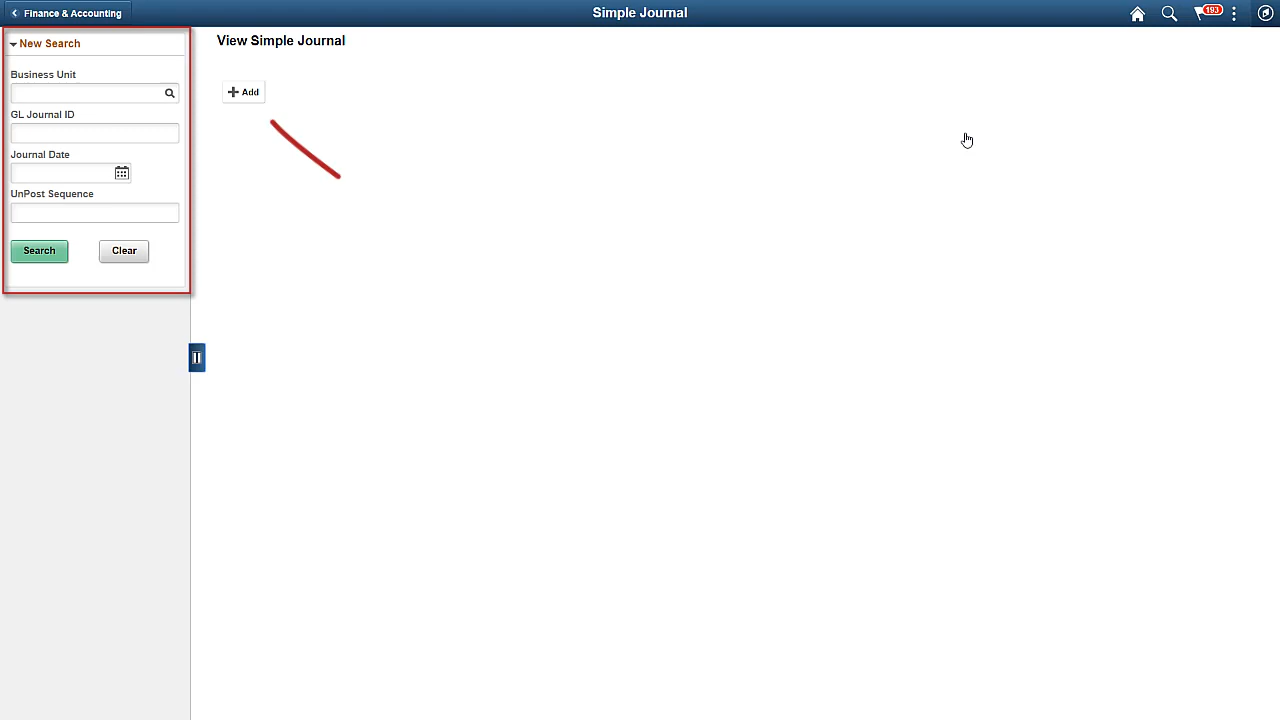 Finance & Accounting
Simple Journal
193
New Search
View Simple Journal
Business Unit
Add
GL Journal ID
Journal Date
UnPost Sequence
Search
Clear